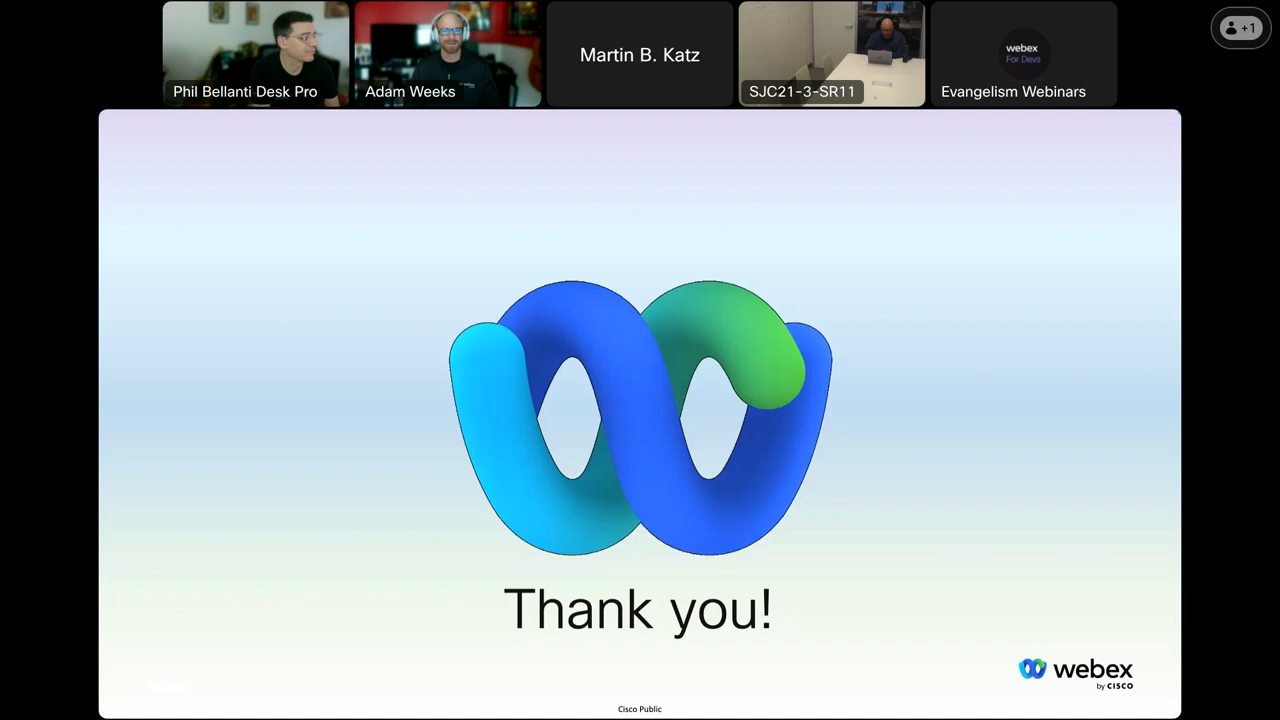 Phil Bellanti Desk Pro
Adam Weeks
Martin B. Katz
SJC21-3-SR11
webex
For Devs
Evangelism Webinars
+1
Thank you!
webex
by CISCO
Cisco Public